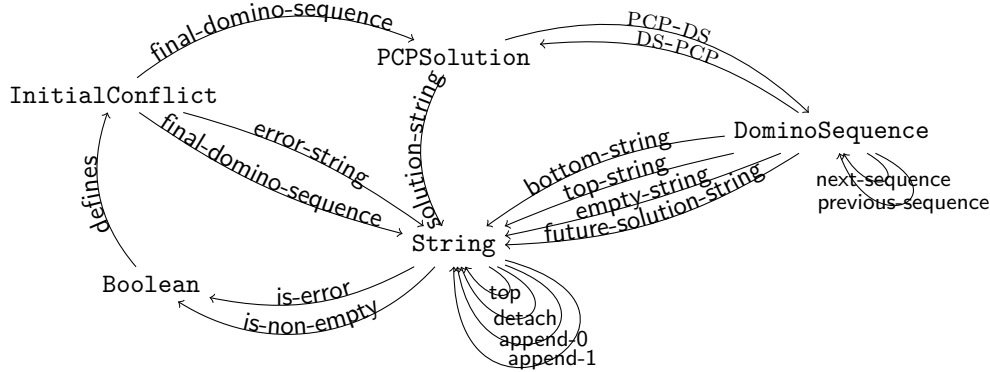 final-domino-sequence
PCP-DS
DS-PCP
PCPSolution
InitialConflict
solution-string
error-string
final-domino-sequence
DominoSequence
bottom-string
top-string
empty-string
future-solution-string
next-sequence
previous-sequence
defines
String
Boolean
is-error
is-non-empty
top
detach
append-0
append-1